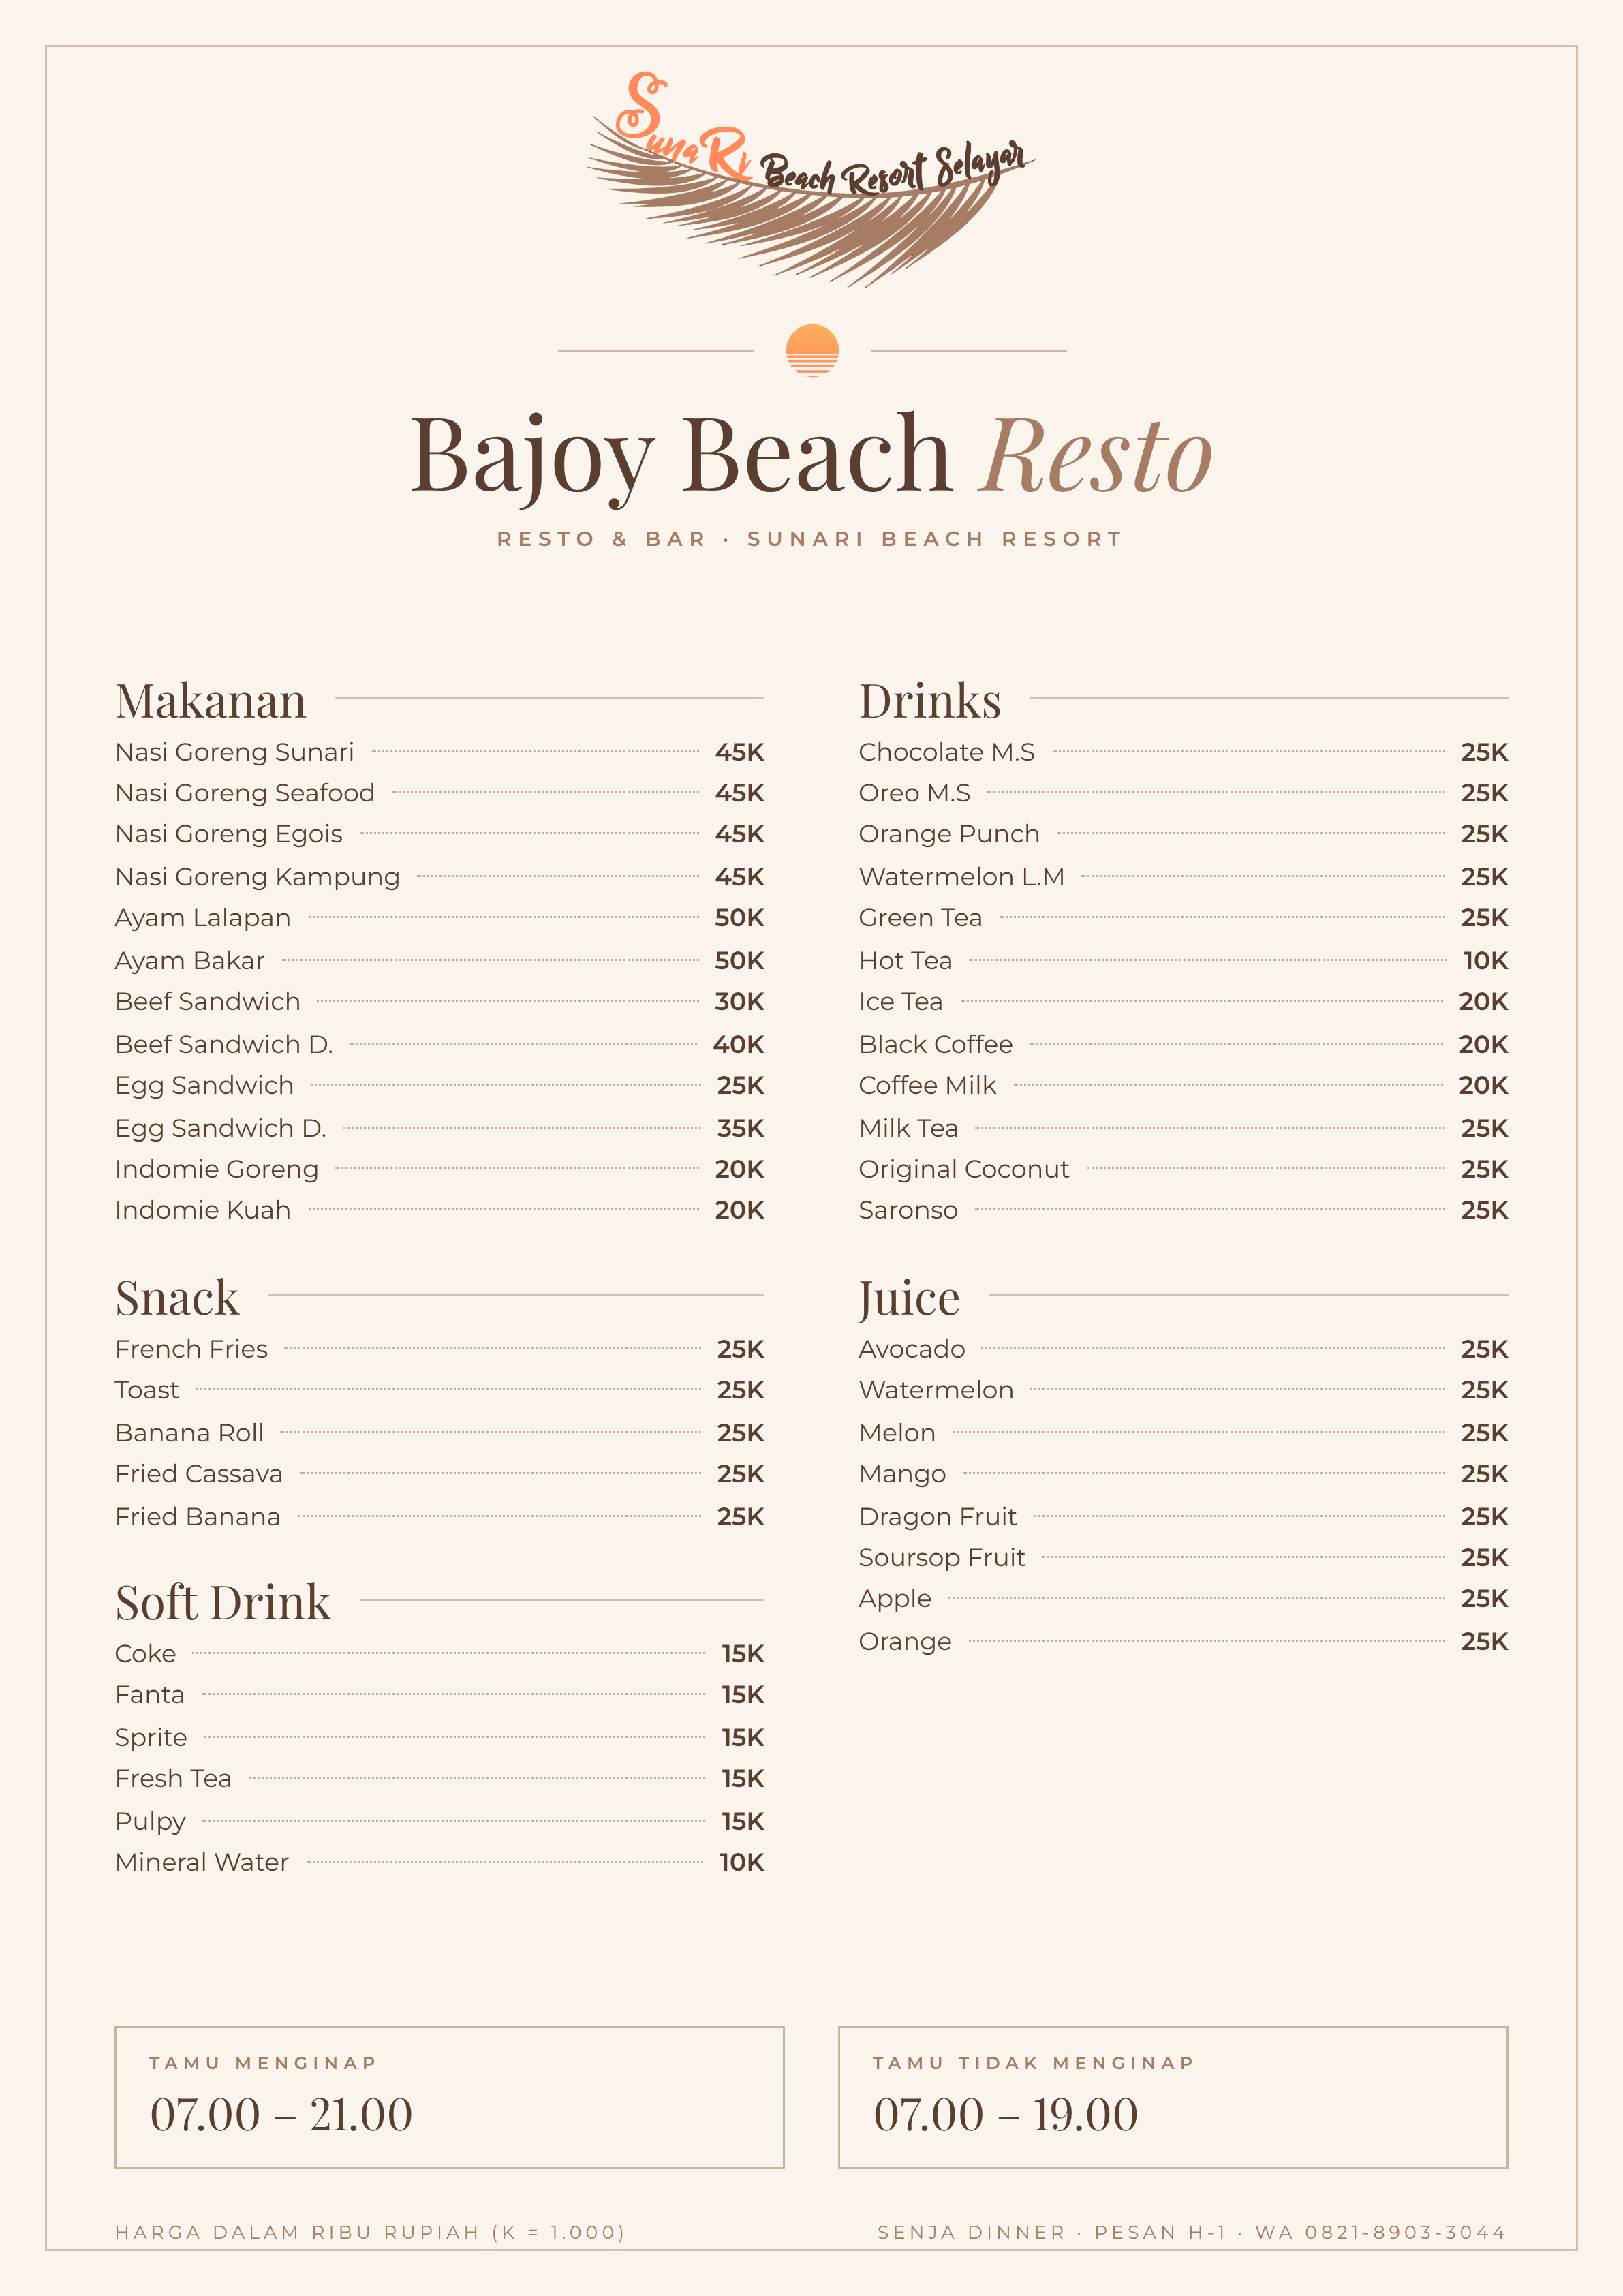 SunaRi Beach Resort Selayar
Bajoy Beach Resto
RESTO & BAR · SUNARI BEACH RESORT
Makanan
Nasi Goreng Sunari 45K
Nasi Goreng Seafood 45K
Nasi Goreng Egois 45K
Nasi Goreng Kampung 45K
Ayam Lalapan 50K
Ayam Bakar 50K
Beef Sandwich 30K
Beef Sandwich D. 40K
Egg Sandwich 25K
Egg Sandwich D. 35K
Indomie Goreng 20K
Indomie Kuah 20K
Snack
French Fries 25K
Toast 25K
Banana Roll 25K
Fried Cassava 25K
Fried Banana 25K
Soft Drink
Coke 15K
Fanta 15K
Sprite 15K
Fresh Tea 15K
Pulpy 15K
Mineral Water 10K
Drinks
Chocolate M.S 25K
Oreo M.S 25K
Orange Punch 25K
Watermelon L.M 25K
Green Tea 25K
Hot Tea 10K
Ice Tea 20K
Black Coffee 20K
Coffee Milk 20K
Milk Tea 25K
Original Coconut 25K
Saronso 25K
Juice
Avocado 25K
Watermelon 25K
Melon 25K
Mango 25K
Dragon Fruit 25K
Soursop Fruit 25K
Apple 25K
Orange 25K
TAMU MENGINAP
07.00 – 21.00
TAMU TIDAK MENGINAP
07.00 – 19.00
HARGA DALAM RIBU RUPIAH (K = 1.000)
SENJA DINNER · PESAN H-1 · WA 0821-8903-3044